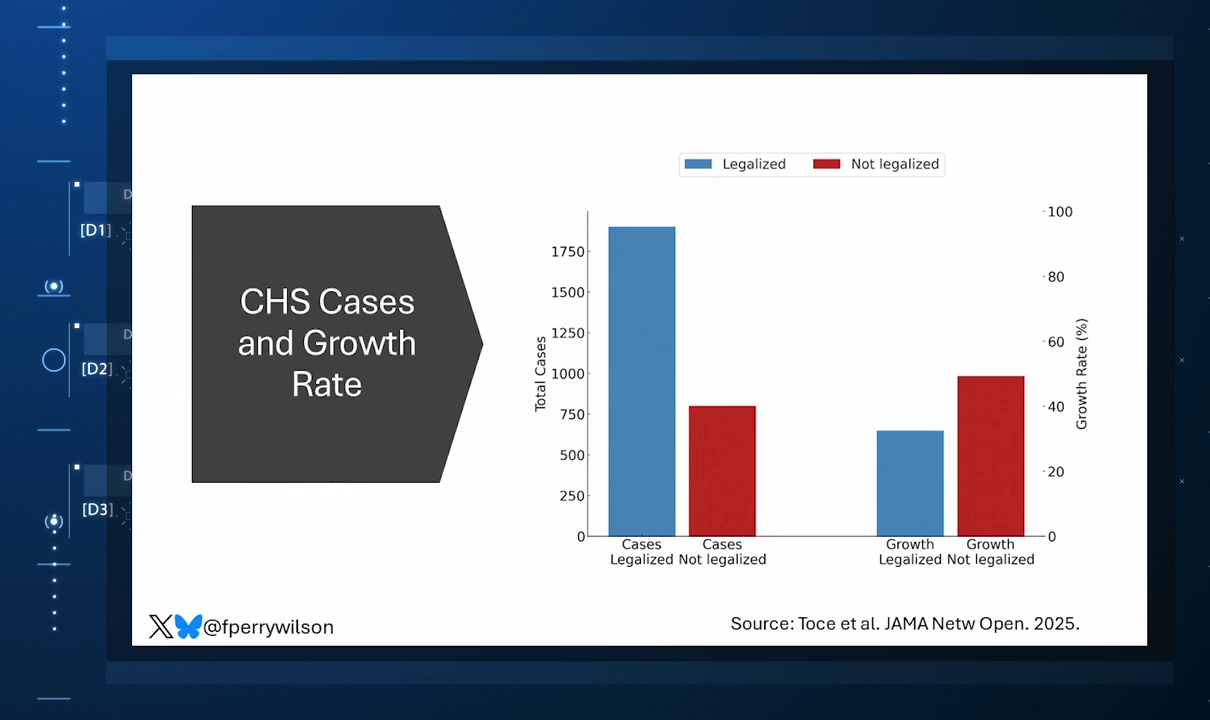 Legalized
Not legalized
CHS Cases
and Growth
Rate
Total Cases
1750
1500
1250
1000
750
500
250
0
100
80
60
40
20
0
Growth Rate (%)
Cases
Legalized
Cases
Not legalized
Growth
Legalized
Growth
Not legalized
@fperrywilson
Source: Toce et al. JAMA Netw Open. 2025.
D
[D1]
D
[D2]
D
[D3]